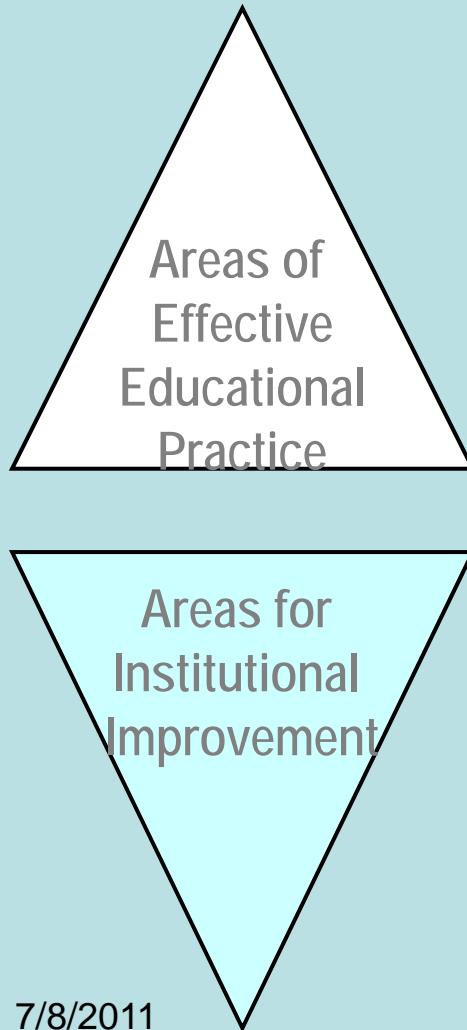 Areas of
Effective
Educational
Practice
Areas for
Institutional
Improvement
7/8/2011